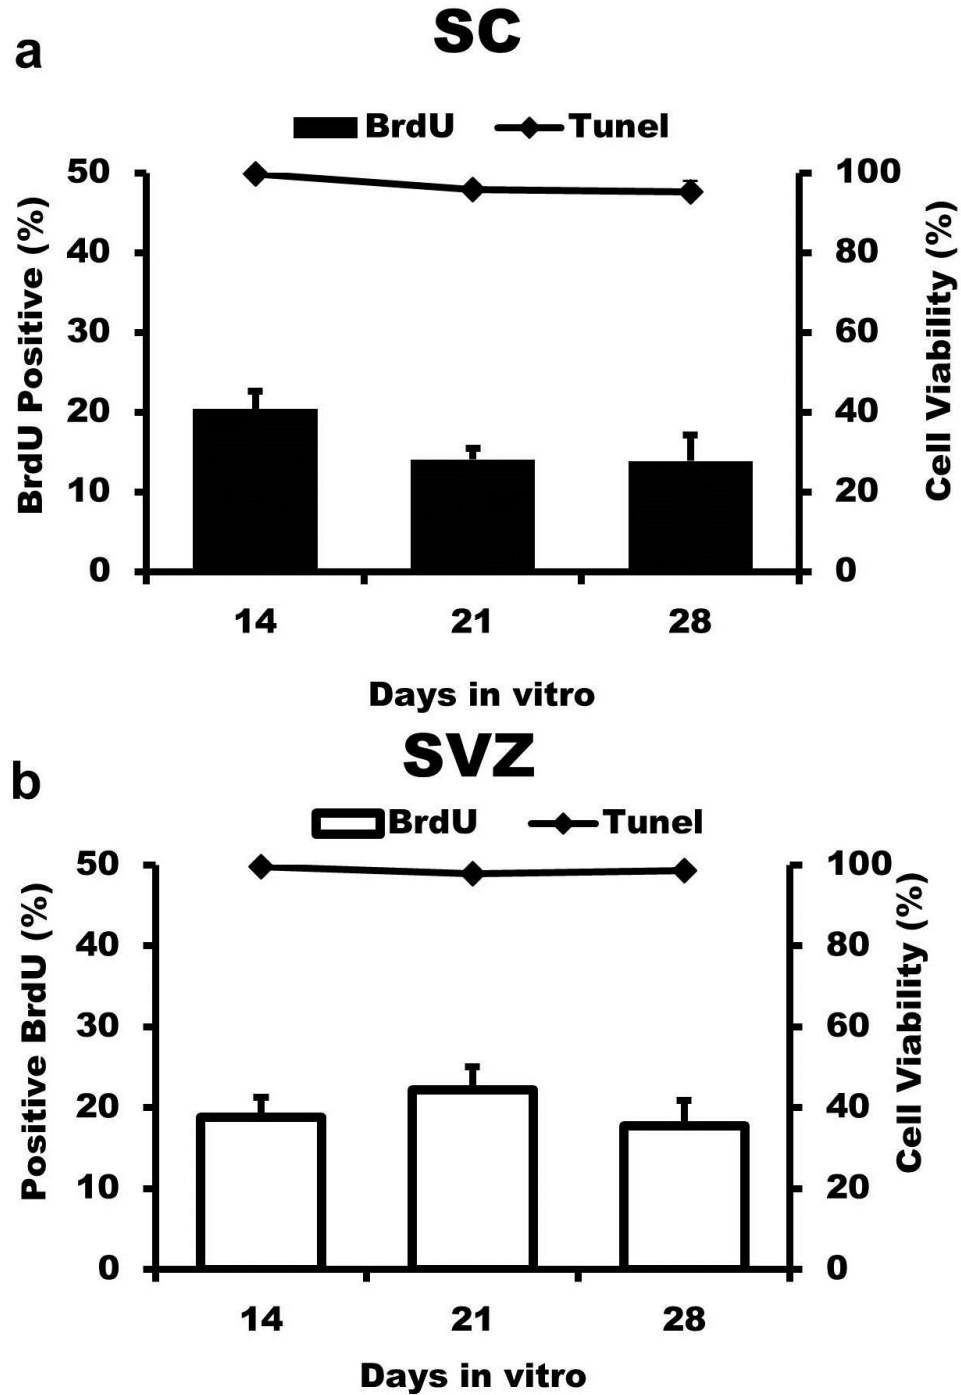 a
SC
BrdU Tunel
BrdU Positive (%)
50
40
30
20
10
0
100
80
60
40
20
0
Cell Viability (%)
14 21 28
Days in vitro
b
SVZ
BrdU Tunel
Positive BrdU (%)
50
40
30
20
10
0
100
80
60
40
20
0
Cell Viability (%)
14 21 28
Days in vitro